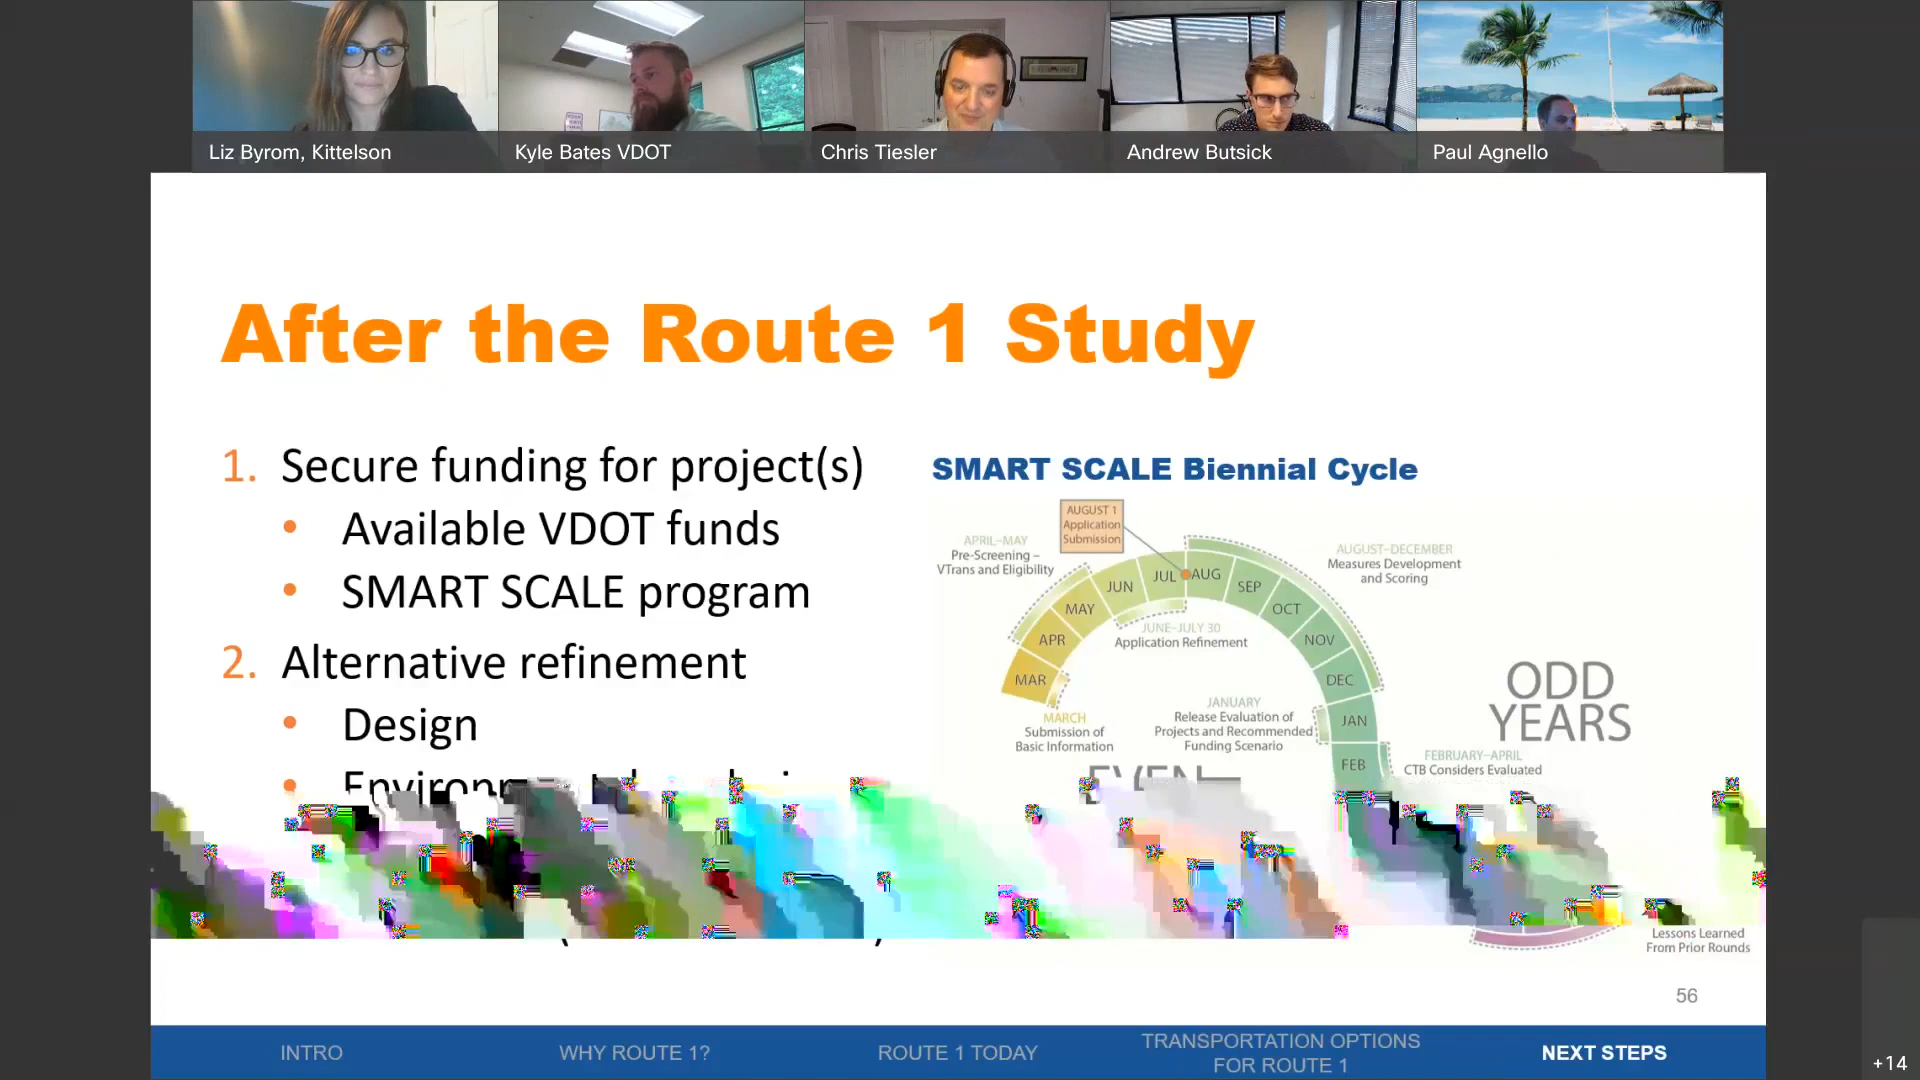 Liz Byrom, Kittelson
Kyle Bates VDOT
Chris Tiesler
Andrew Butsick
Paul Agnello
After the Route 1 Study
1. Secure funding for project(s)
• Available VDOT funds
• SMART SCALE program
2. Alternative refinement
• Design
•
SMART SCALE Biennial Cycle
AUGUST 1
Application
Submission
APRIL–MAY
Pre-Screening –
VTrans and Eligibility
AUGUST–DECEMBER
Measures Development
and Scoring
MAR
APR
MAY
JUN
JUL
AUG
SEP
OCT
NOV
DEC
JAN
FEB
JUNE–JULY 30
Application Refinement
MARCH
Submission of
Basic Information
JANUARY
Release Evaluation of
Projects and Recommended
Funding Scenario
ODD
YEARS
FEBRUARY–APRIL
CTB Considers Evaluated
EVEN
Lessons Learned
From Prior Rounds
56
INTRO
WHY ROUTE 1?
ROUTE 1 TODAY
TRANSPORTATION OPTIONS
FOR ROUTE 1
NEXT STEPS
+14